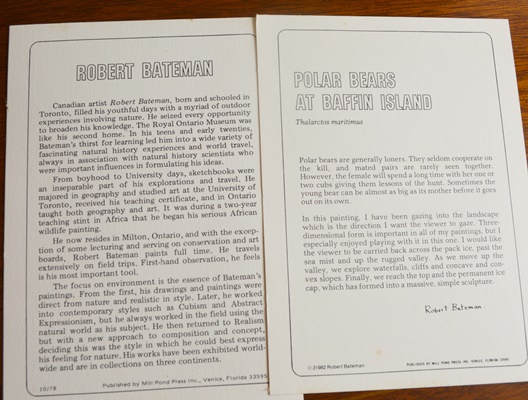 ROBERT BATEMAN
Canadian artist Robert Bateman, born and schooled in
Toronto, filled his youthful days with a myriad of outdoor
experiences involving nature. He seized every opportunity
to broaden his knowledge. The Royal Ontario Museum was
like his second home. In his teens and early twenties,
Bateman's thirst for learning led him into a wide variety of
fascinating natural history experiences and world travel,
always in association with natural history scientists who
were important influences in formulating his ideas.
From boyhood to University days, sketchbooks were
an inseparable part of his explorations and travel. He
majored in geography and studied art at the University of
Toronto, received his teaching certificate, and in Ontario
taught both geography and art. It was during a two-year
teaching stint in Africa that he began his serious African
wildlife painting.
He now resides in Milton, Ontario, and with the excep-
tion of some lecturing and serving on conservation and art
boards, Robert Bateman paints full time. He travels
extensively on field trips. First-hand observation, he feels
is his most important tool.
The focus on environment is the essence of Bateman's
paintings. From the first, his drawings and paintings were
direct from nature and realistic in style. Later, he worked
into contemporary styles such as Cubism and Abstract
Expressionism, but he always worked in the field using the
natural world as his subject. He then returned to Realism
but with a new approach to composition and concept,
deciding this was the style in which he could best express
his feeling for nature. His works have been exhibited world-
wide and are in collections on three continents.
10/78
Published by Mill Pond Press Inc., Venice, Florida 33595
POLAR BEARS
AT BAFFIN ISLAND
Thalarctos maritimus
Polar bears are generally loners. They seldom cooperate on
the kill, and mated pairs are rarely seen together.
However, the female will spend a long time with her one or
two cubs giving them lessons of the hunt. Sometimes the
young bear can be almost as big as its mother before it goes
out on its own.
In this painting, I have been gazing into the landscape
which is the direction I want the viewer to gaze. Three-
dimensional form is important in all of my paintings, but I
especially enjoyed playing with it in this one. I would like
the viewer to be carried back across the pack ice, past the
sea mist and up the rugged valley. As we move up the
valley, we explore waterfalls, cliffs and concave and con-
vex slopes. Finally, we reach the top and the permanent ice
cap, which has formed into a massive, simple sculpture.
Robert Bateman
©1982 Robert Bateman
PUBLISHED BY MILL POND PRESS INC. VENICE, FLORIDA 33595